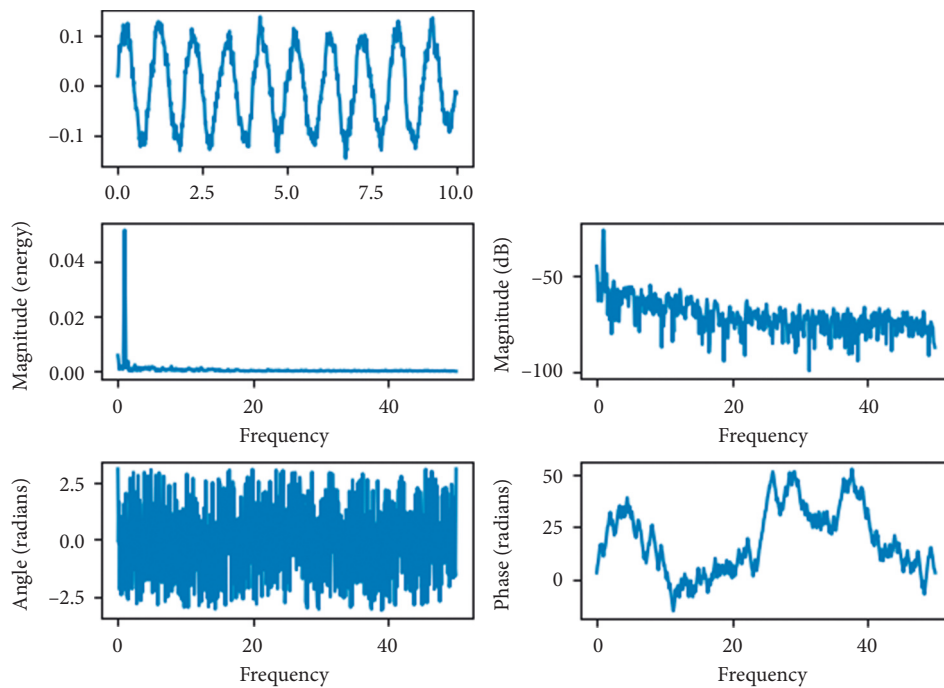 0.1
0.0
−0.1
0.0 2.5 5.0 7.5 10.0
Magnitude (energy)
0.04
0.02
0.00
0 20 40
Frequency
Magnitude (dB)
−50
−100
0 20 40
Frequency
Angle (radians)
2.5
0.0
−2.5
0 20 40
Frequency
Phase (radians)
50
25
0
0 20 40
Frequency